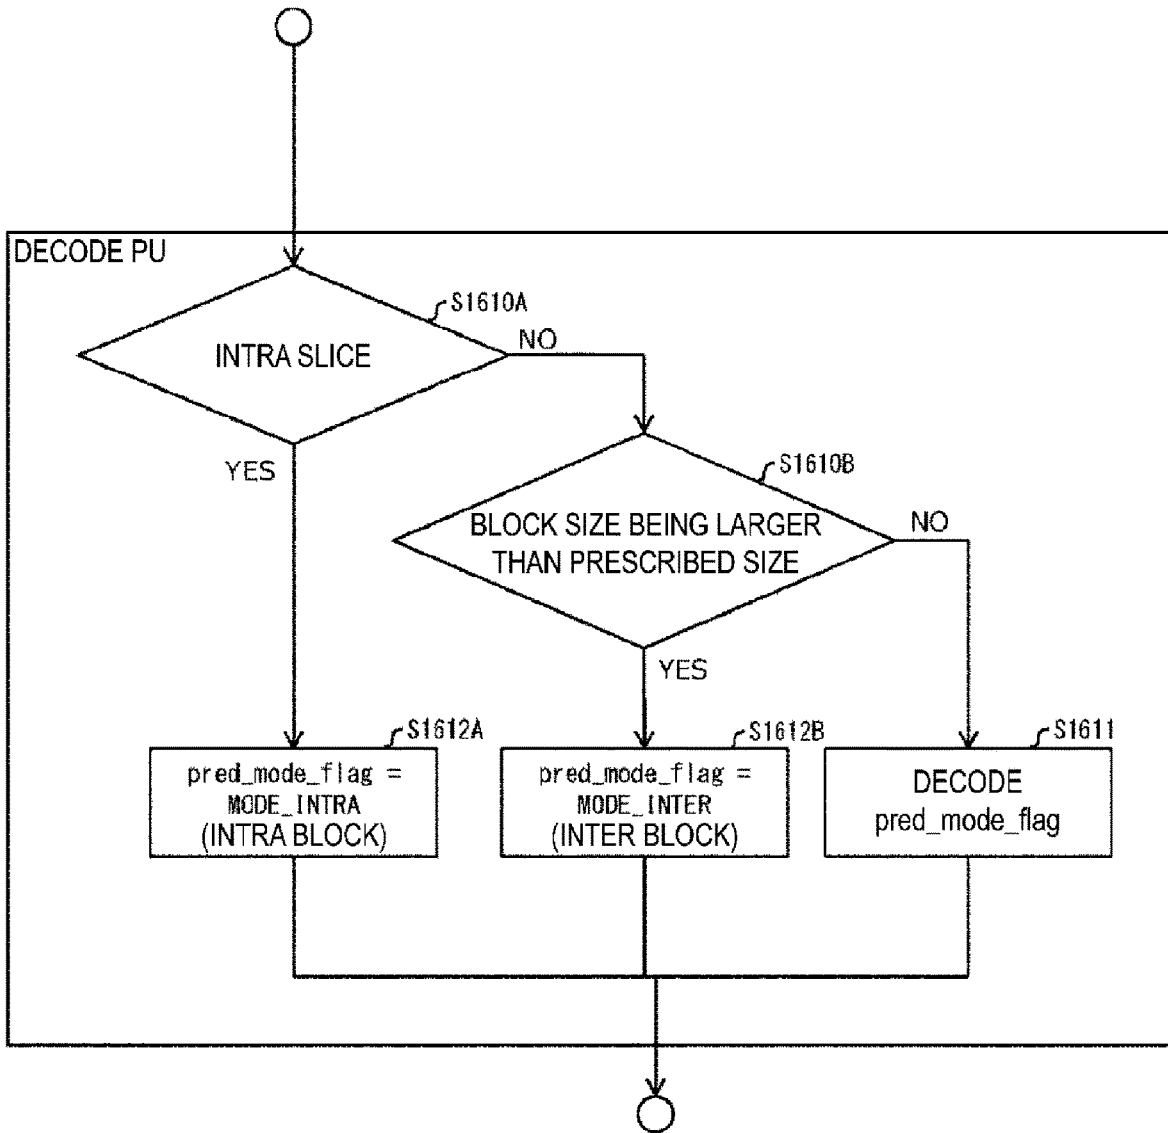 DECODE PU
S1610A
INTRA SLICE
NO
YES
S1610B
BLOCK SIZE BEING LARGER
THAN PRESCRIBED SIZE
NO
YES
S1612A
pred_mode_flag =
MODE_INTRA
(INTRA BLOCK)
S1612B
pred_mode_flag =
MODE_INTER
(INTER BLOCK)
S1611
DECODE
pred_mode_flag